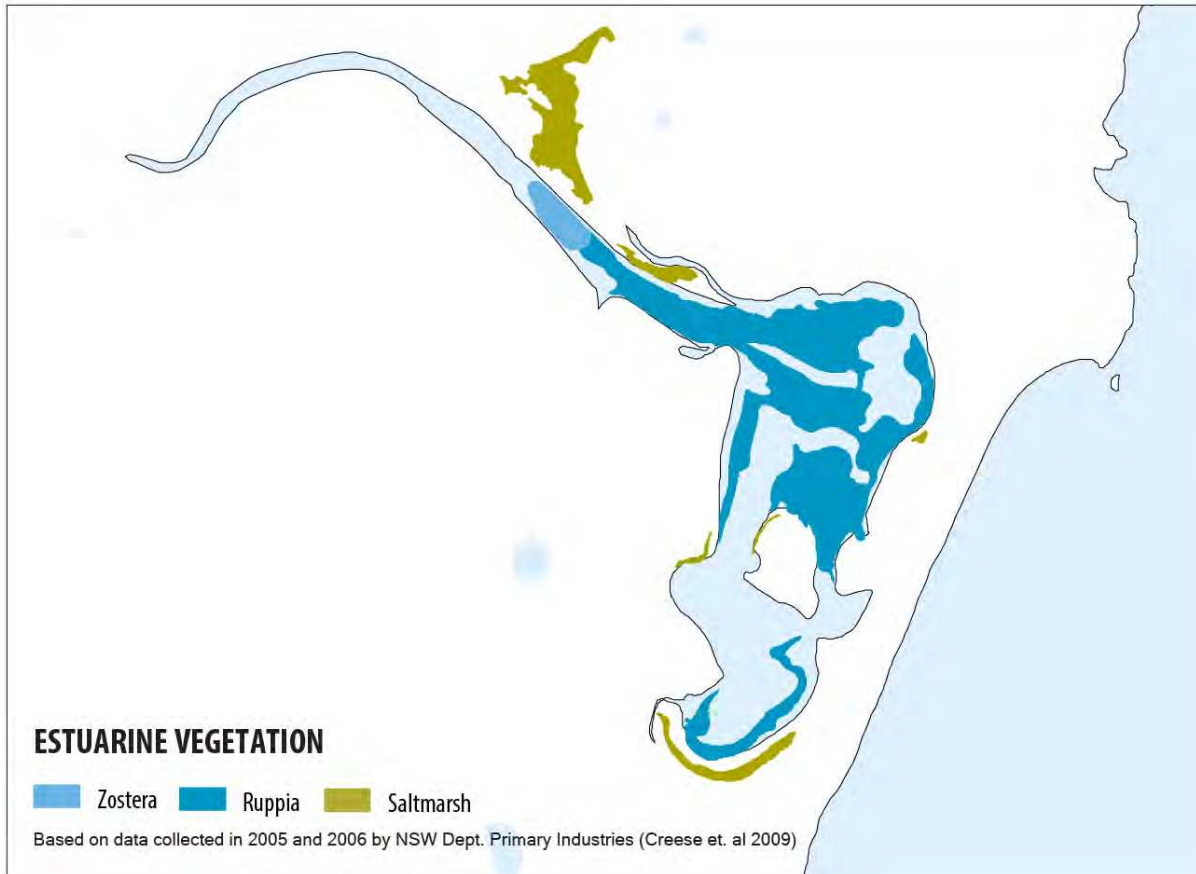 ESTUARINE VEGETATION
Zostera Ruppia Saltmarsh
Based on data collected in 2005 and 2006 by NSW Dept. Primary Industries (Creese et. al 2009)